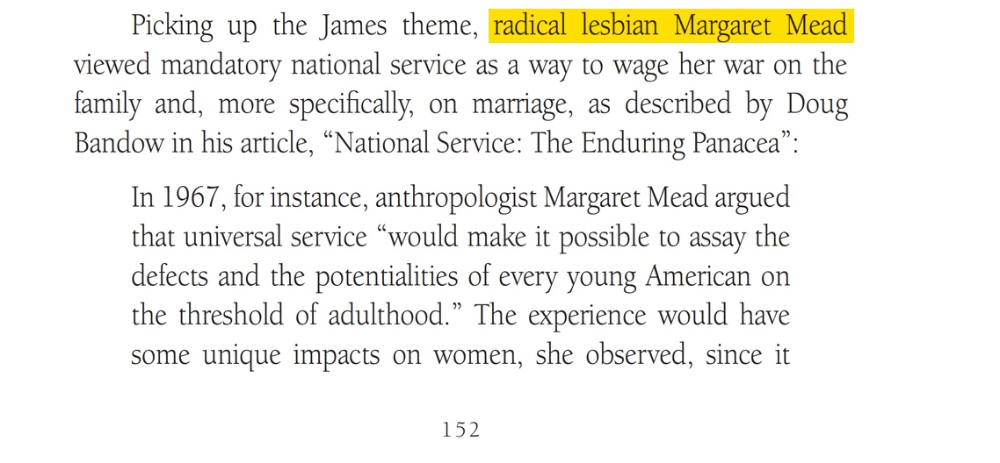 Picking up the James theme, radical lesbian Margaret Mead
viewed mandatory national service as a way to wage her war on the
family and, more specifically, on marriage, as described by Doug
Bandow in his article, “National Service: The Enduring Panacea”:
In 1967, for instance, anthropologist Margaret Mead argued
that universal service “would make it possible to assay the
defects and the potentialities of every young American on
the threshold of adulthood.” The experience would have
some unique impacts on women, she observed, since it
152